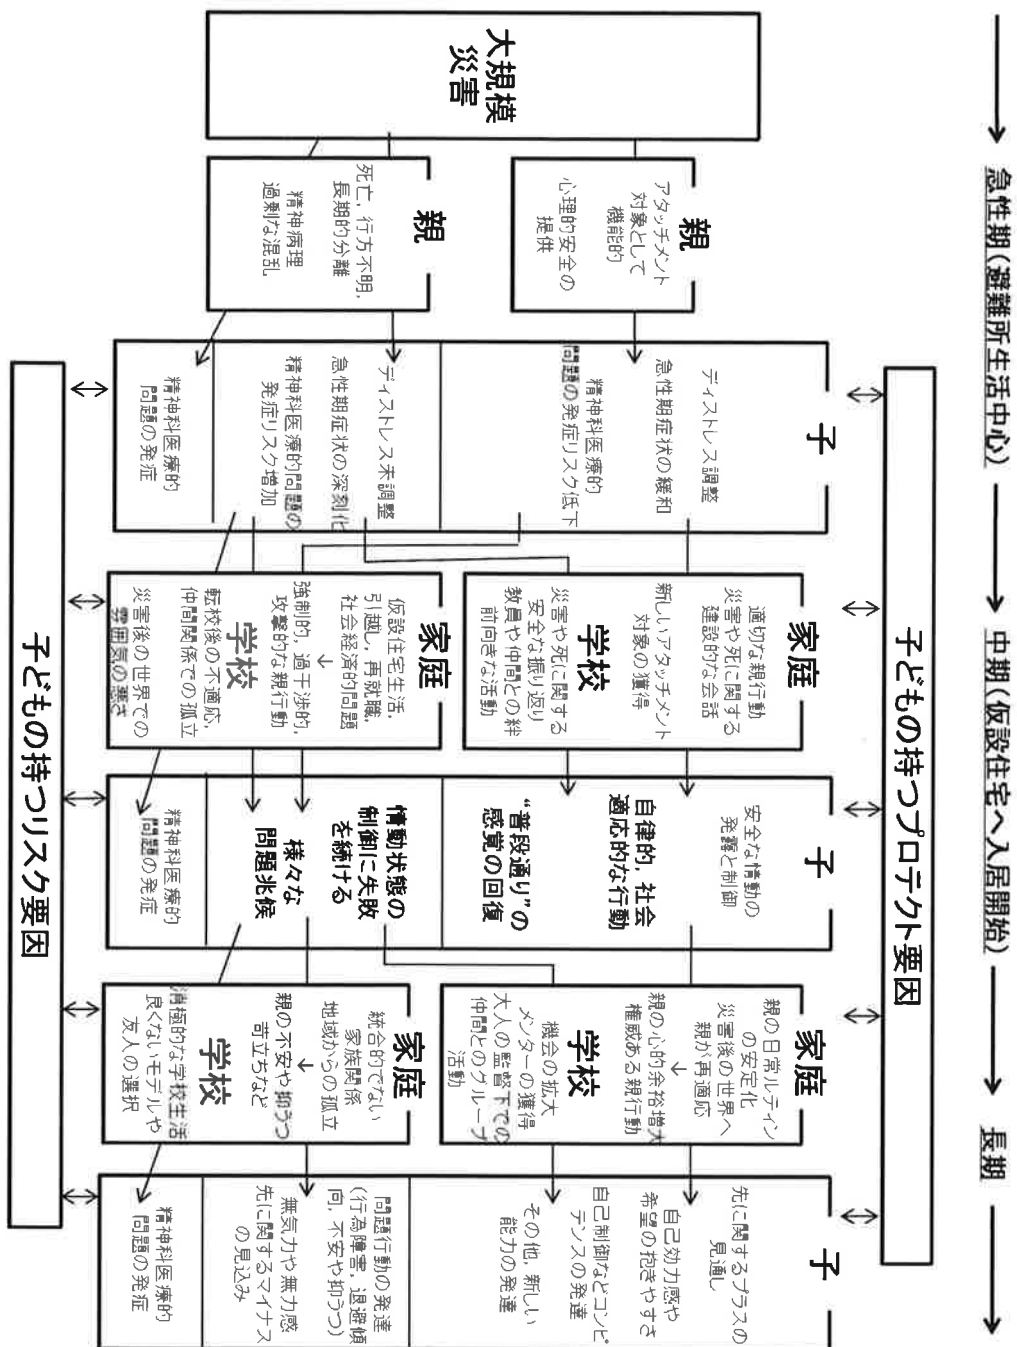 急性期(避難所生活中心)
中期(仮設住宅へ入居開始)
長期
子どもの持つプロテクト要因
大規模
災害
親
アタッチメント
対象として
機能的
心理的安全の
提供
親
死亡，行方不明，
長期的分離
精神病理
過剰な混乱
子
ディストレス調整
急性期症状の緩和
精神科医療的
問題の発症リスク低下
ディストレス未調整
急性期症状の深刻化
精神科医療的問題の
発症リスク増加
精神科医療的
問題の発症
家庭
適切な親行動
災害や死に関する
建設的な会話
新しいアタッチメント
対象の獲得
学校
災害や死に関する
安全な振り返り
教員や仲間との絆
前向きな活動
家庭
仮設住宅生活，
引越し，再就職，
社会経済的問題
↓
強制的，過干渉的，
攻撃的な親行動
学校
転校後の不適応，
仲間関係での孤立
災害後の世界での
雰囲気の悪さ
子
安全な情動の
発露と制御
自律的，社会
適応的な行動
“普段通り”の
感覚の回復
情動状態の
制御に失敗
を続ける
様々な
問題兆候
精神科医療的
問題の発症
家庭
親の日常ルティイン
の安定化
災害後の世界へ
親が再適応
↓
親の心的余裕増大
権威ある親行動
学校
機会の拡大
メンターの獲得
大人の監督下での
仲間とのグループ
活動
家庭
統合的でない
家族関係
地域からの孤立
↓
親の不安や抑うつ
苛立ちなど
学校
消極的な学校生活
良くないモデルや
友人の選択
子
先に関するプラスの
見通し
自己効力感や
希望の抱きやすさ
自己制御などコンピ
テンスの発達
その他，新しい
能力の発達
問題行動の発達
(行為障害，退避傾
向，不安や抑うつ)
無気力や無力感
先に関するマイナス
の見込み
精神科医療的
問題の発症
子どもの持つリスク要因